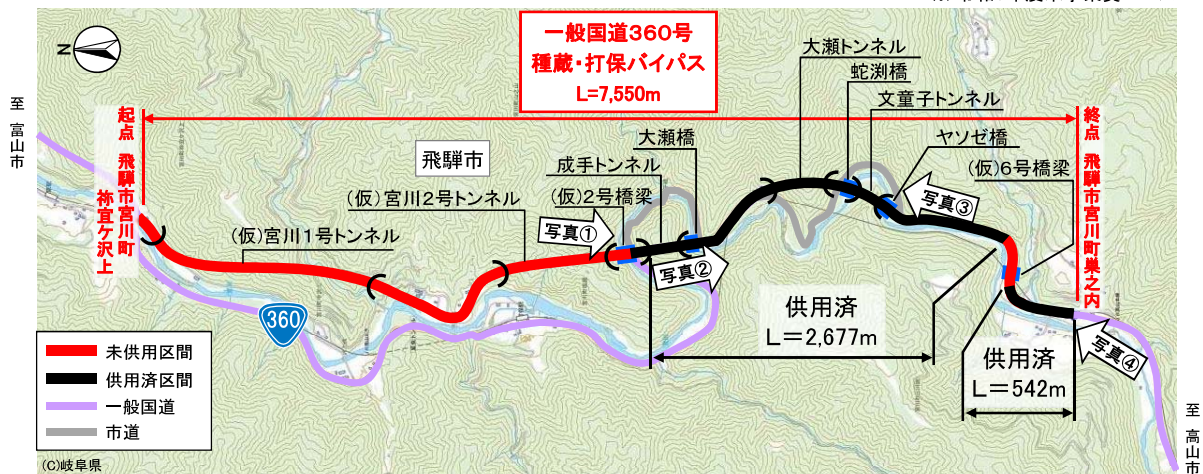 一般国道360号
種蔵・打保バイパス
L=7,550m
N
至 富山市
起点 飛騨市宮川町
祢宜ケ沢上
飛騨市
大瀬トンネル
蛇渕橋
文童子トンネル
ヤソゼ橋
(仮)6号橋梁
大瀬橋
成手トンネル
(仮)2号橋梁
(仮)宮川2号トンネル
(仮)宮川1号トンネル
写真①
写真②
写真③
写真④
終点 飛騨市宮川町巣之内
360
供用済
L=2,677m
供用済
L=542m
未供用区間
供用済区間
一般国道
市道
(C)岐阜県
至 高山市